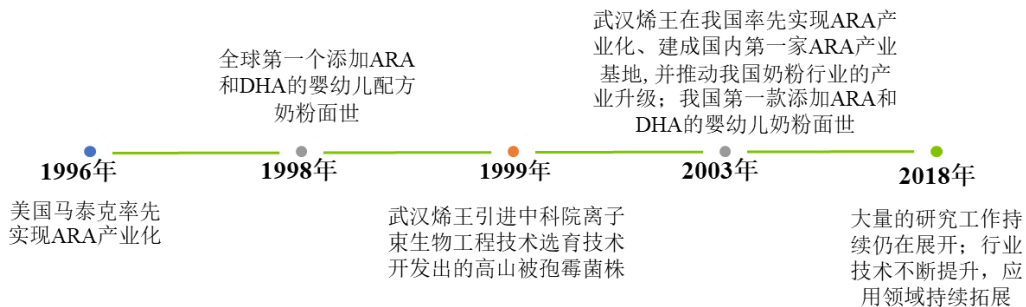 武汉烯王在我国率先实现ARA产
业化、建成国内第一家ARA产业
基地,并推动我国奶粉行业的产
业升级；我国第一款添加ARA和
DHA的婴幼儿奶粉面世
全球第一个添加ARA
和DHA的婴幼儿配方
奶粉面世
1996年
1998年
1999年
2003年
2018年
美国马泰克率先
实现ARA产业化
武汉烯王引进中科院离子
束生物工程技术选育技术
开发出的高山被孢霉菌株
大量的研究工作持
续仍在展开；行业
技术不断提升，应
用领域持续拓展